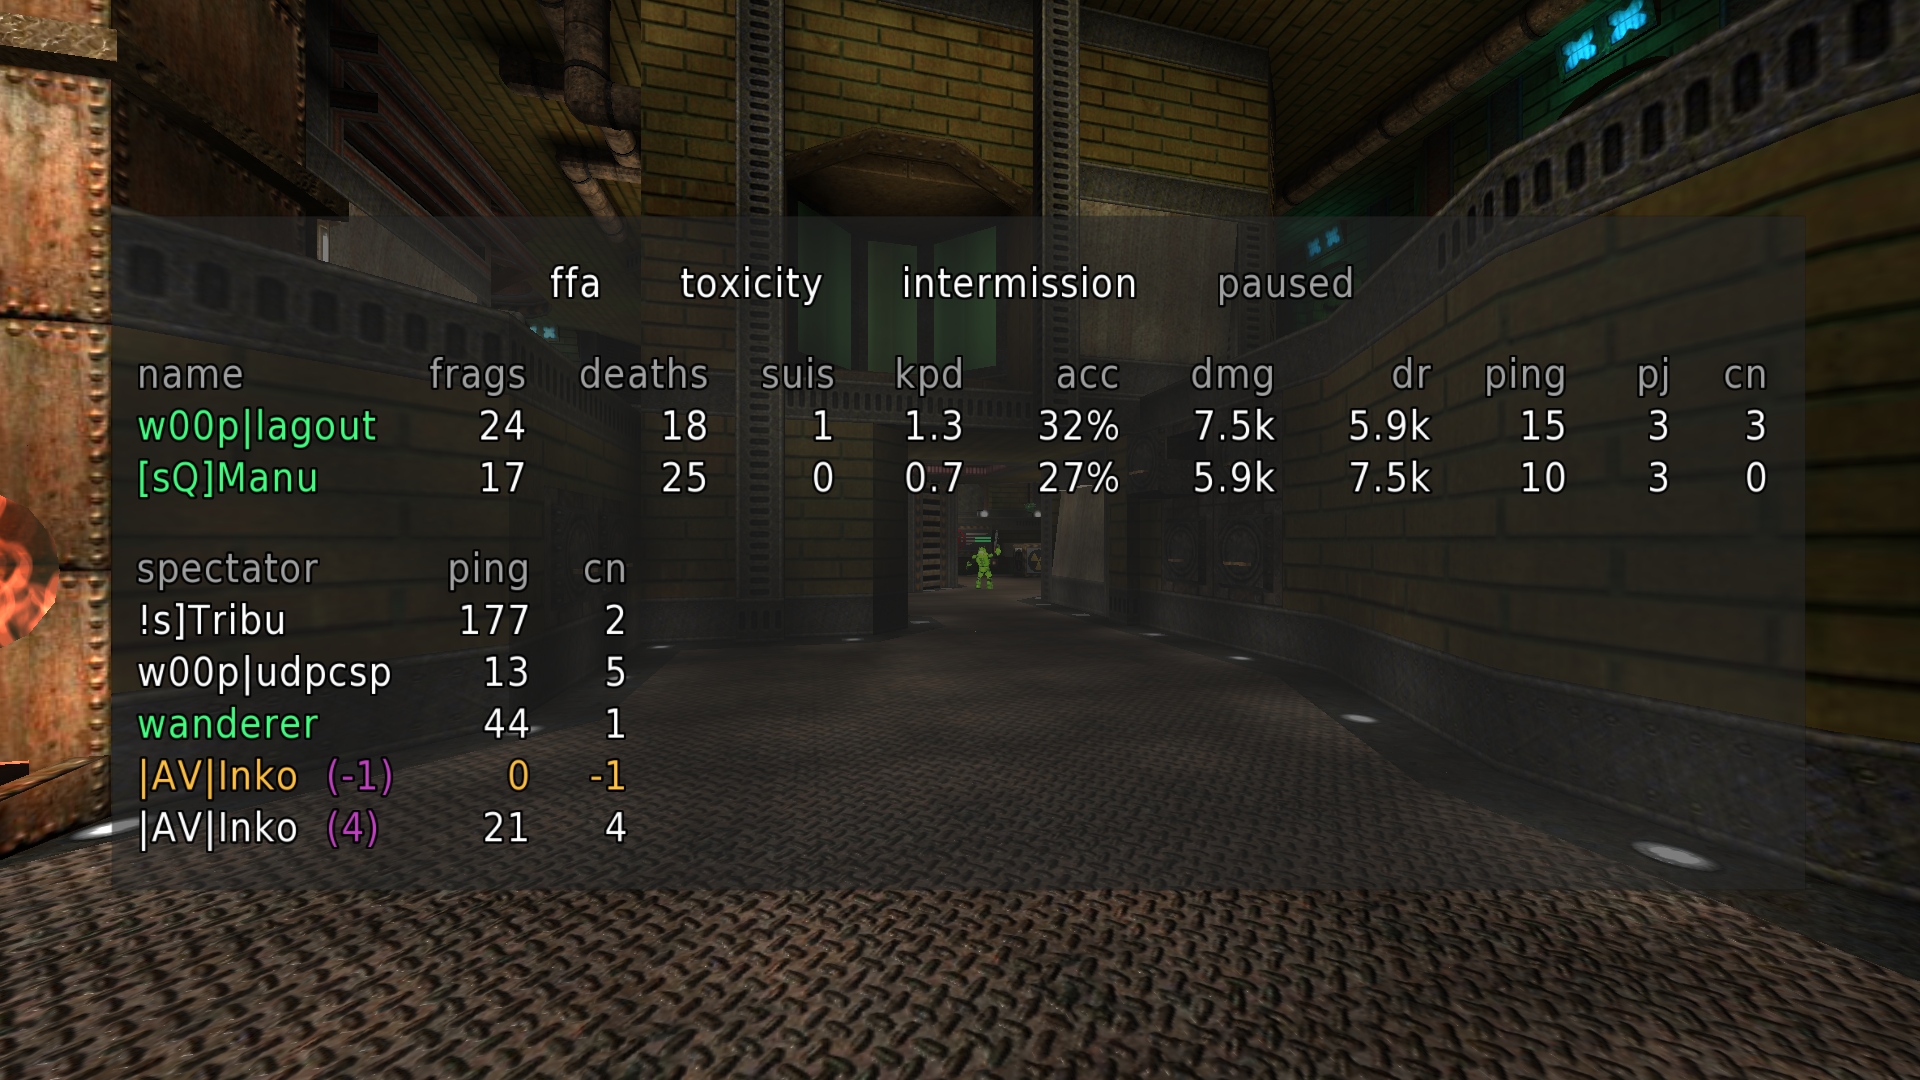 ffa toxicity intermission paused
name frags deaths suis kpd acc dmg dr ping pj cn
w00p|lagout 24 18 1 1.3 32% 7.5k 5.9k 15 3 3
[sQ]Manu 17 25 0 0.7 27% 5.9k 7.5k 10 3 0
spectator ping cn
!s]Tribu 177 2
w00p|udpcsp 13 5
wanderer 44 1
|AV|Inko (-1) 0 -1
|AV|Inko (4) 21 4